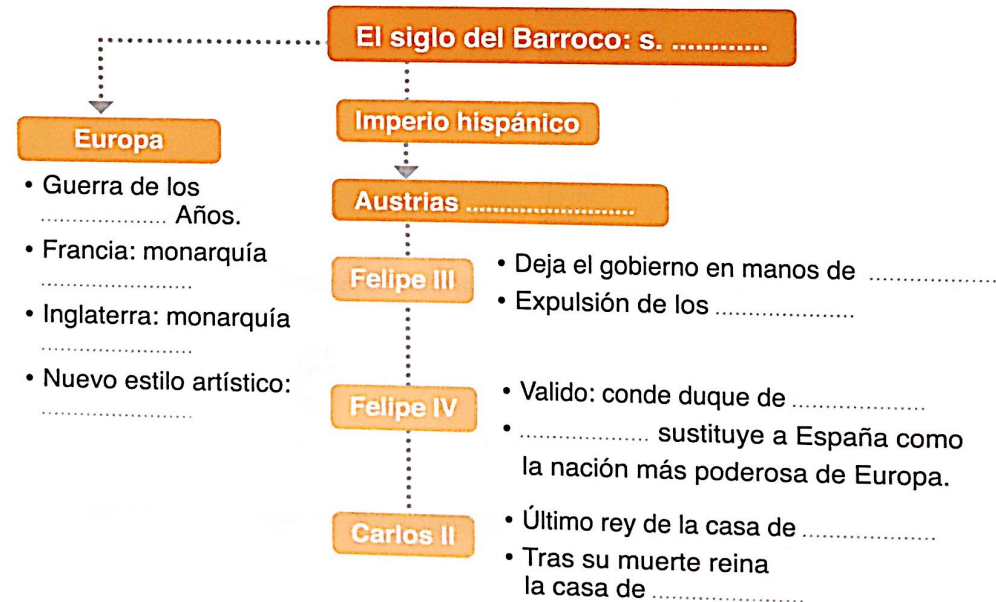 El siglo del Barroco: s. ............
Europa
• Guerra de los
.................. Años.
• Francia: monarquía
......................
• Inglaterra: monarquía
......................
• Nuevo estilo artístico:
......................
Imperio hispánico
Austrias ........................
Felipe III
• Deja el gobierno en manos de ...................
• Expulsión de los ....................
Felipe IV
• Valido: conde duque de ...................
• ................... sustituye a España como
la nación más poderosa de Europa.
Carlos II
• Último rey de la casa de ...................
• Tras su muerte reina
la casa de ......................